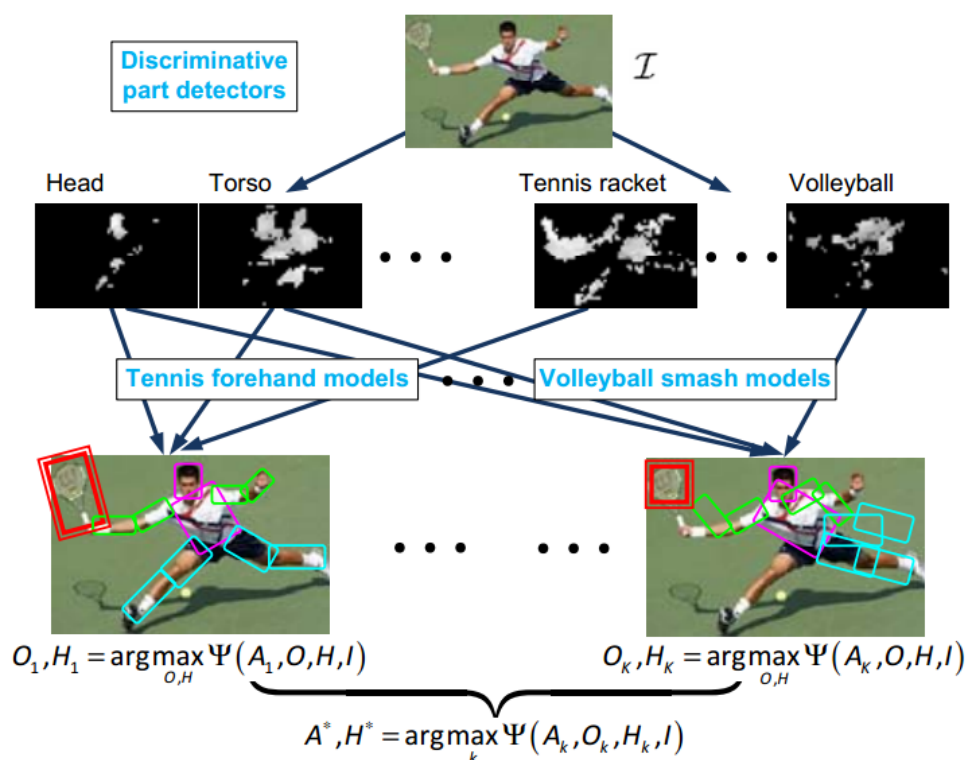 Discriminative
part detectors
𝓘
Head Torso Tennis racket Volleyball
• • • • • •
Tennis forehand models • • • Volleyball smash models
• • • • • •
O₁,H₁ = argmax Ψ(A₁,O,H,I) O_K,H_K = argmax Ψ(A_K,O,H,I)
O,H O,H
A*,H* = argmax Ψ(A_k,O_k,H_k,I)
k